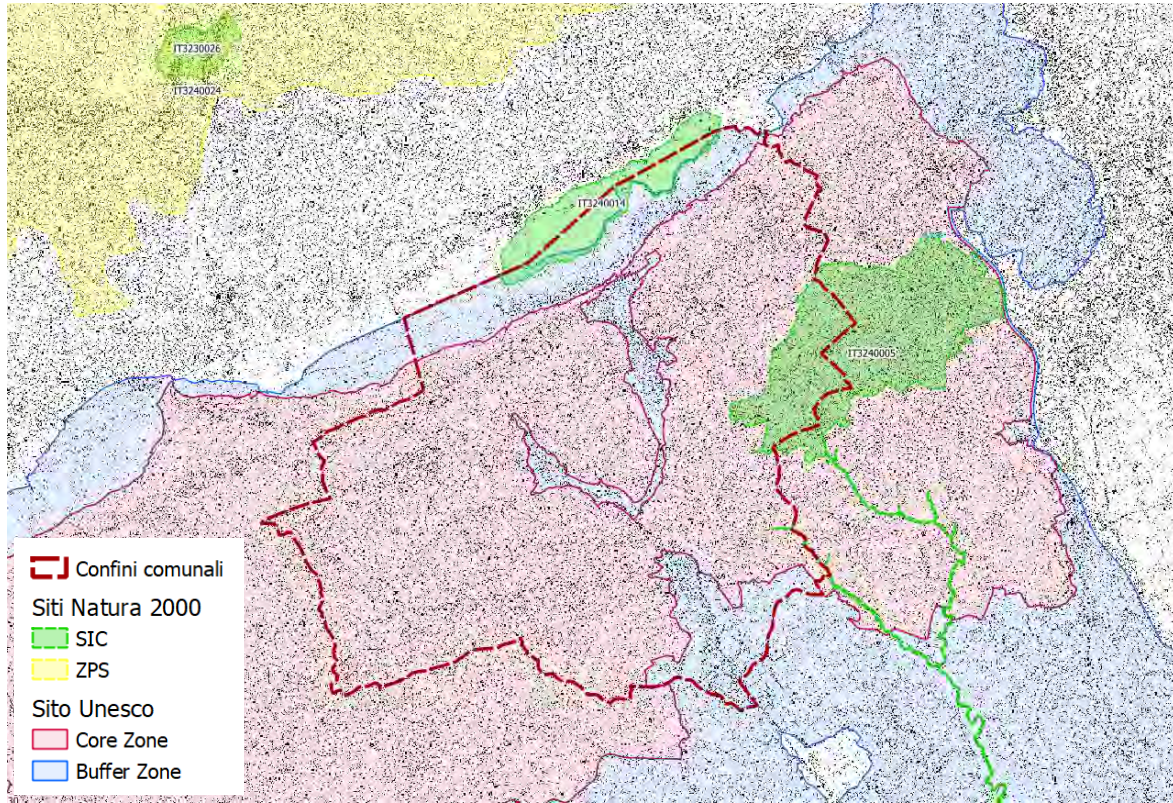 IT3230026
IT3240024
IT3240014
IT3240005
Confini comunali
Siti Natura 2000
SIC
ZPS
Sito Unesco
Core Zone
Buffer Zone